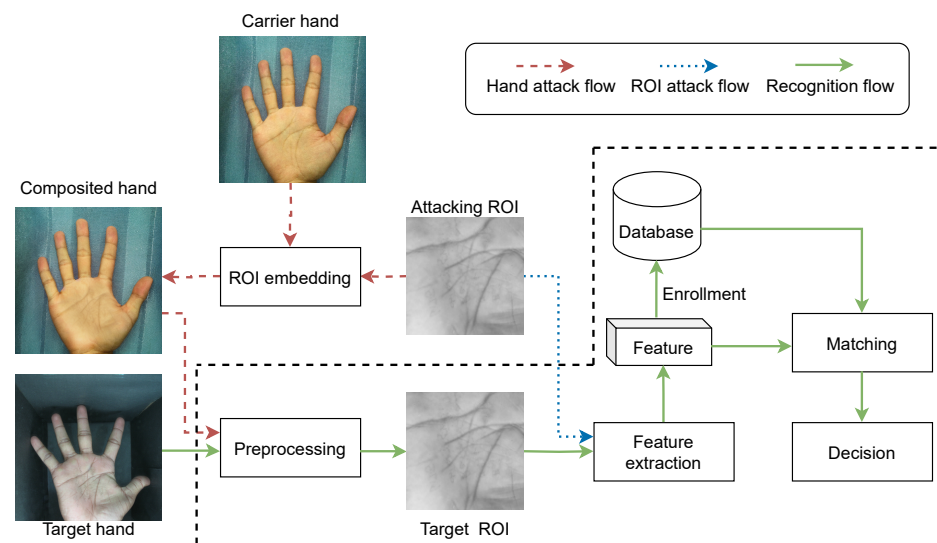 Carrier hand
Hand attack flow
ROI attack flow
Recognition flow
Composited hand
Attacking ROI
Database
ROI embedding
Enrollment
Feature
Matching
Preprocessing
Feature
extraction
Decision
Target hand
Target ROI